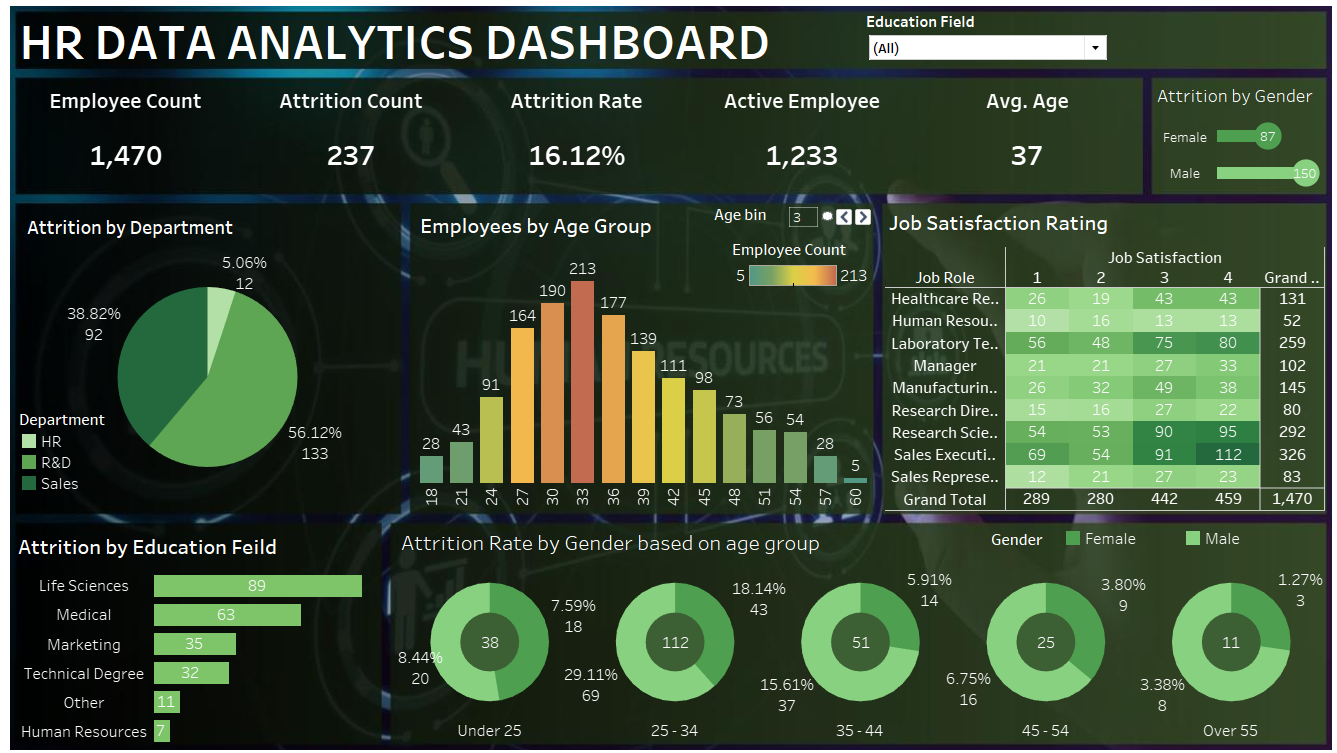 HR DATA ANALYTICS DASHBOARD
Education Field
(All)
Employee Count
Attrition Count
Attrition Rate
Active Employee
Avg. Age
1,470
237
16.12%
1,233
37
Attrition by Gender
Female 87
Male 150
Attrition by Department
5.06%
12
38.82%
92
56.12%
133
Department
HR
R&D
Sales
Employees by Age Group
Age bin 3
Employee Count
5 213
28
43
91
164
190
213
177
139
111
98
73
56
54
28
5
18
21
24
27
30
33
36
39
42
45
48
51
54
57
60
HUMAN RESOURCES
Job Satisfaction Rating
Job Satisfaction
Job Role 1 2 3 4 Grand ..
Healthcare Re.. 26 19 43 43 131
Human Resou.. 10 16 13 13 52
Laboratory Te.. 56 48 75 80 259
Manager 21 21 27 33 102
Manufacturin.. 26 32 49 38 145
Research Dire.. 15 16 27 22 80
Research Scie.. 54 53 90 95 292
Sales Executi.. 69 54 91 112 326
Sales Represe.. 12 21 27 23 83
Grand Total 289 280 442 459 1,470
Attrition by Education Feild
Life Sciences 89
Medical 63
Marketing 35
Technical Degree 32
Other 11
Human Resources 7
Attrition Rate by Gender based on age group
Gender Female Male
7.59%
18
38
8.44%
20
Under 25
18.14%
43
112
29.11%
69
25 - 34
5.91%
14
51
15.61%
37
35 - 44
3.80%
9
25
6.75%
16
45 - 54
1.27%
3
11
3.38%
8
Over 55